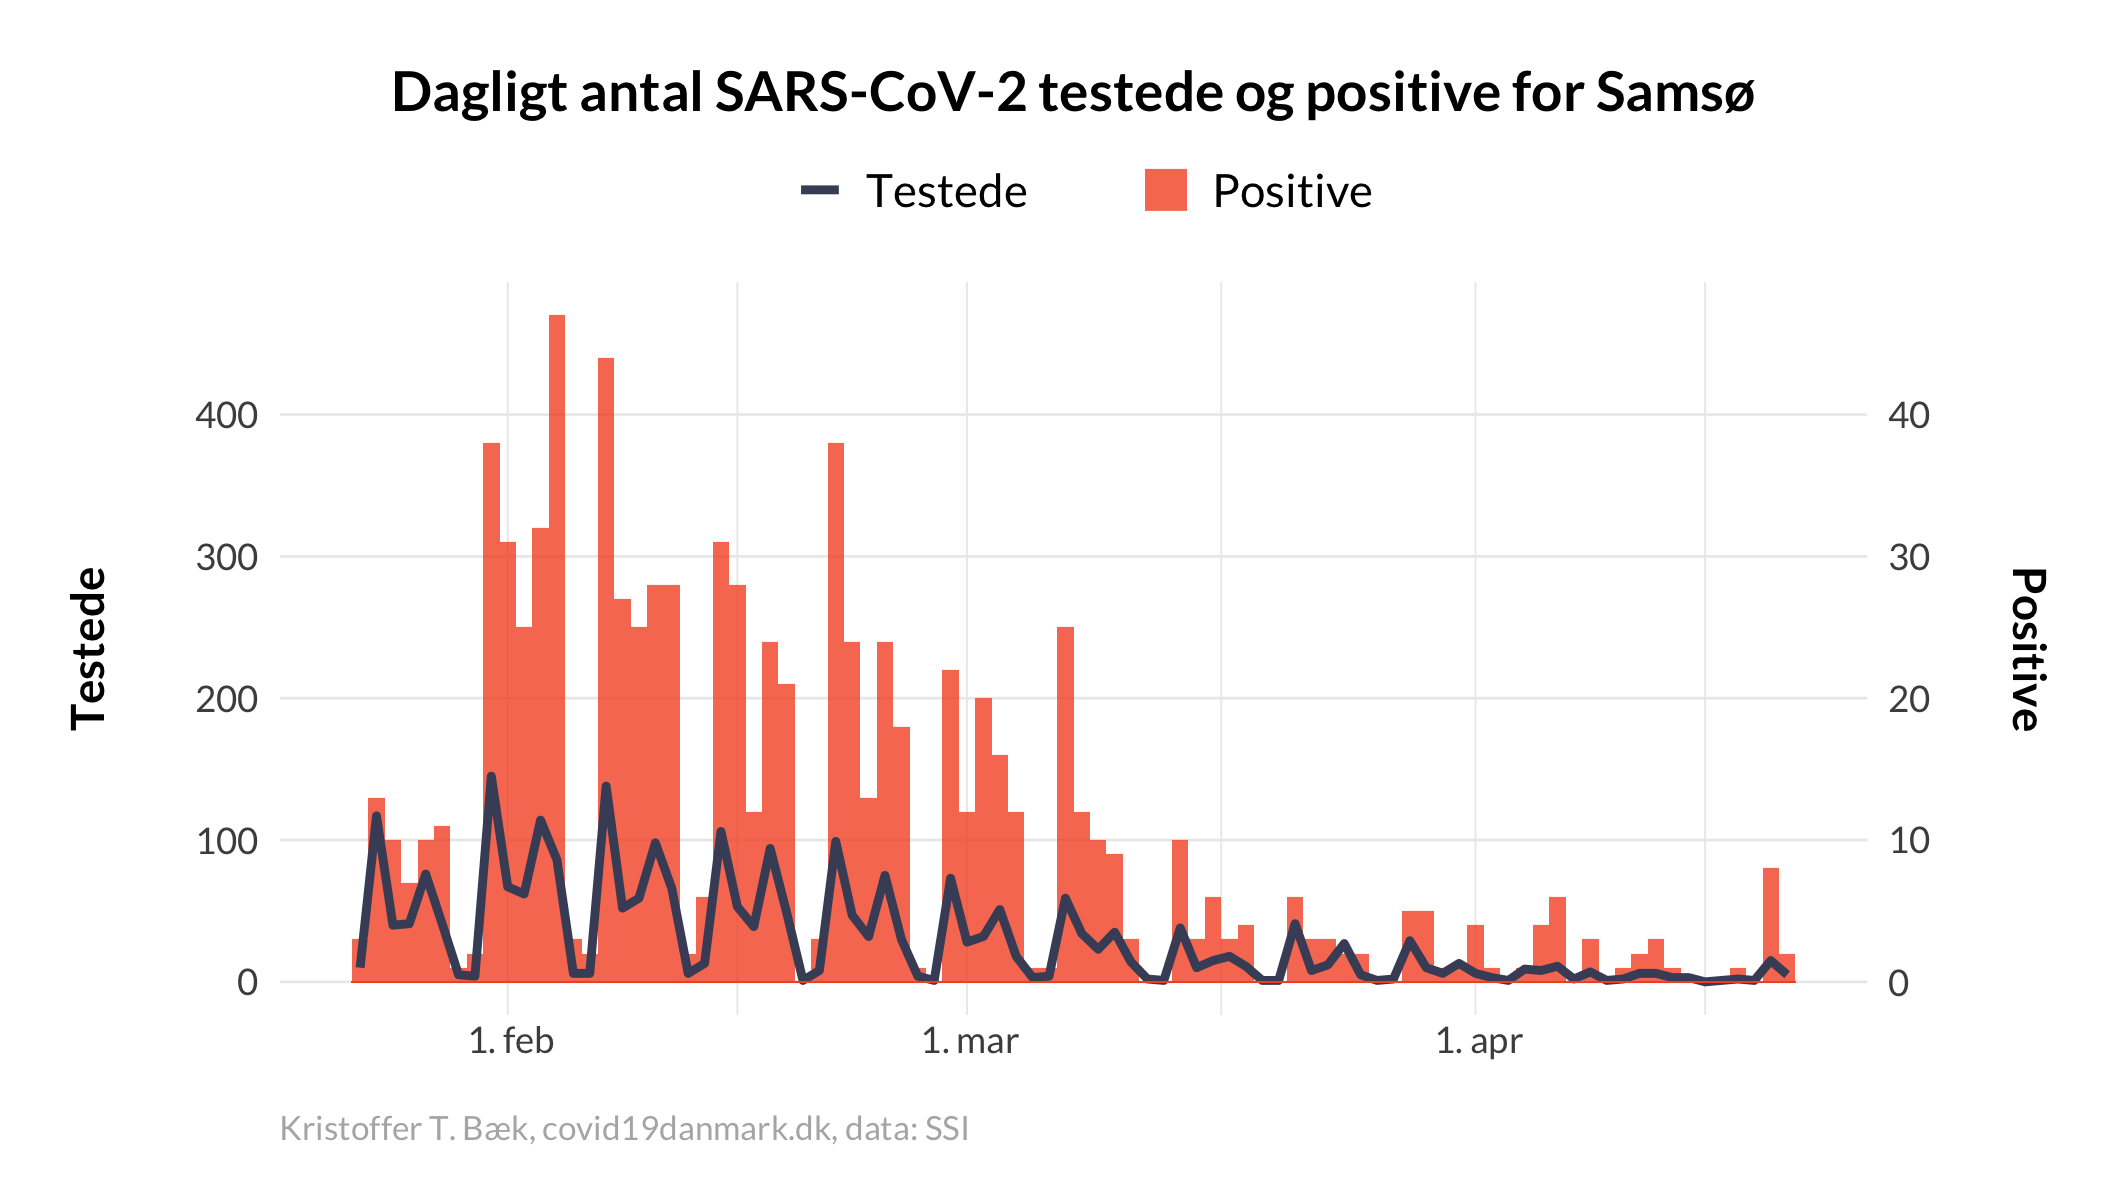 Dagligt antal SARS-CoV-2 testede og positive for Samsø
Testede
Positive
Testede
400
300
200
100
0
40
30
20
10
0
Positive
1. feb
1. mar
1. apr
Kristoffer T. Bæk, covid19danmark.dk, data: SSI